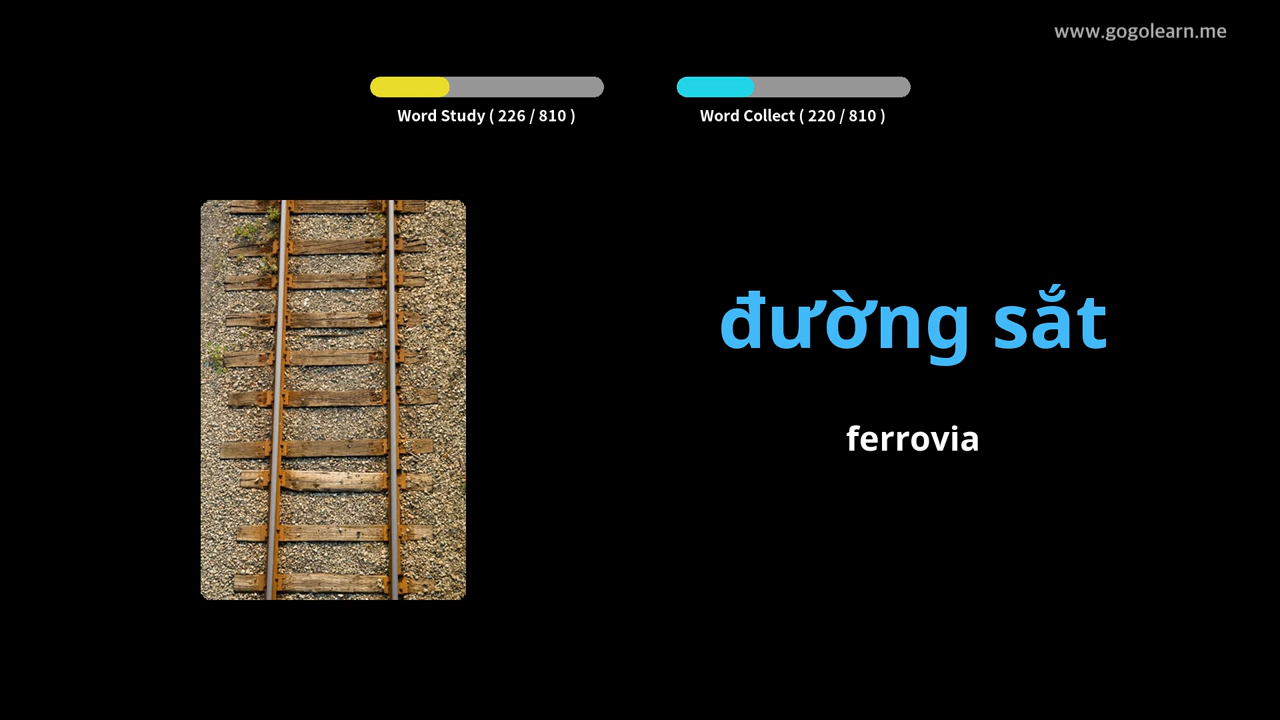 www.gogolearn.me
Word Study ( 226 / 810 )
Word Collect ( 220 / 810 )
đường sắt
ferrovia